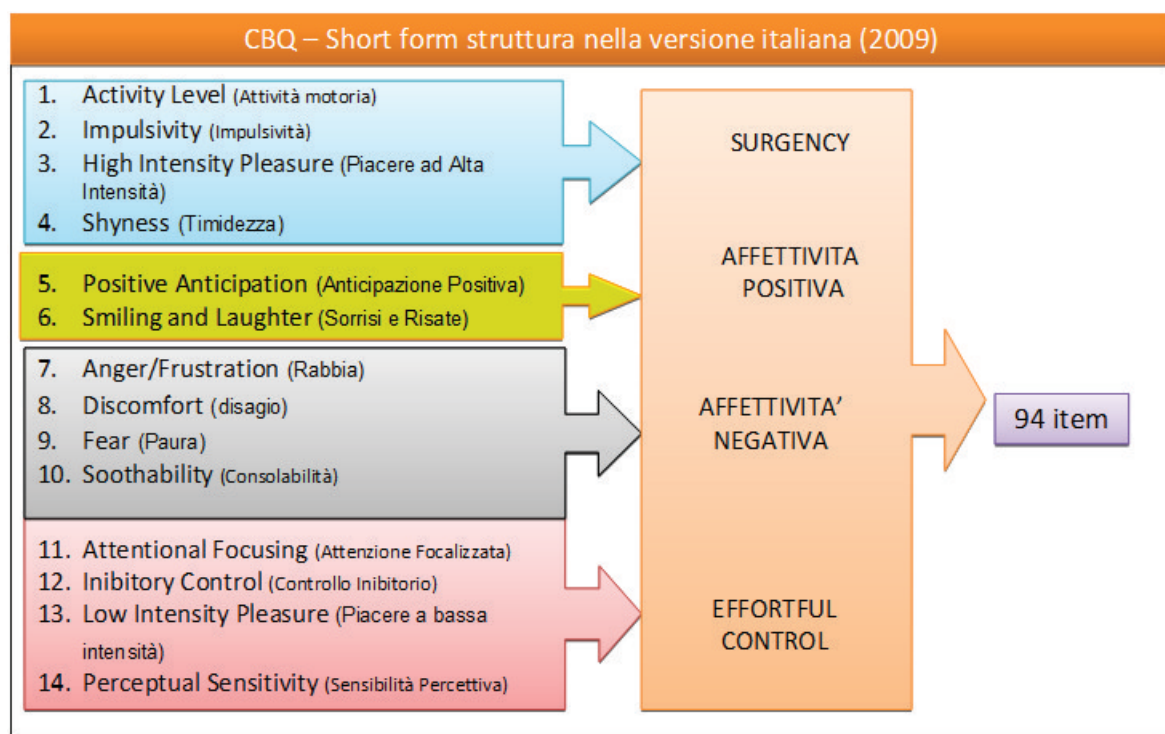 CBQ – Short form struttura nella versione italiana (2009)
1. Activity Level (Attività motoria)
2. Impulsivity (Impulsività)
3. High Intensity Pleasure (Piacere ad Alta
Intensità)
4. Shyness (Timidezza)
5. Positive Anticipation (Anticipazione Positiva)
6. Smiling and Laughter (Sorrisi e Risate)
7. Anger/Frustration (Rabbia)
8. Discomfort (disagio)
9. Fear (Paura)
10. Soothability (Consolabilità)
11. Attentional Focusing (Attenzione Focalizzata)
12. Inibitory Control (Controllo Inibitorio)
13. Low Intensity Pleasure (Piacere a bassa
intensità)
14. Perceptual Sensitivity (Sensibilità Percettiva)
SURGENCY
AFFETTIVITA
POSITIVA
AFFETTIVITA’
NEGATIVA
EFFORTFUL
CONTROL
94 item